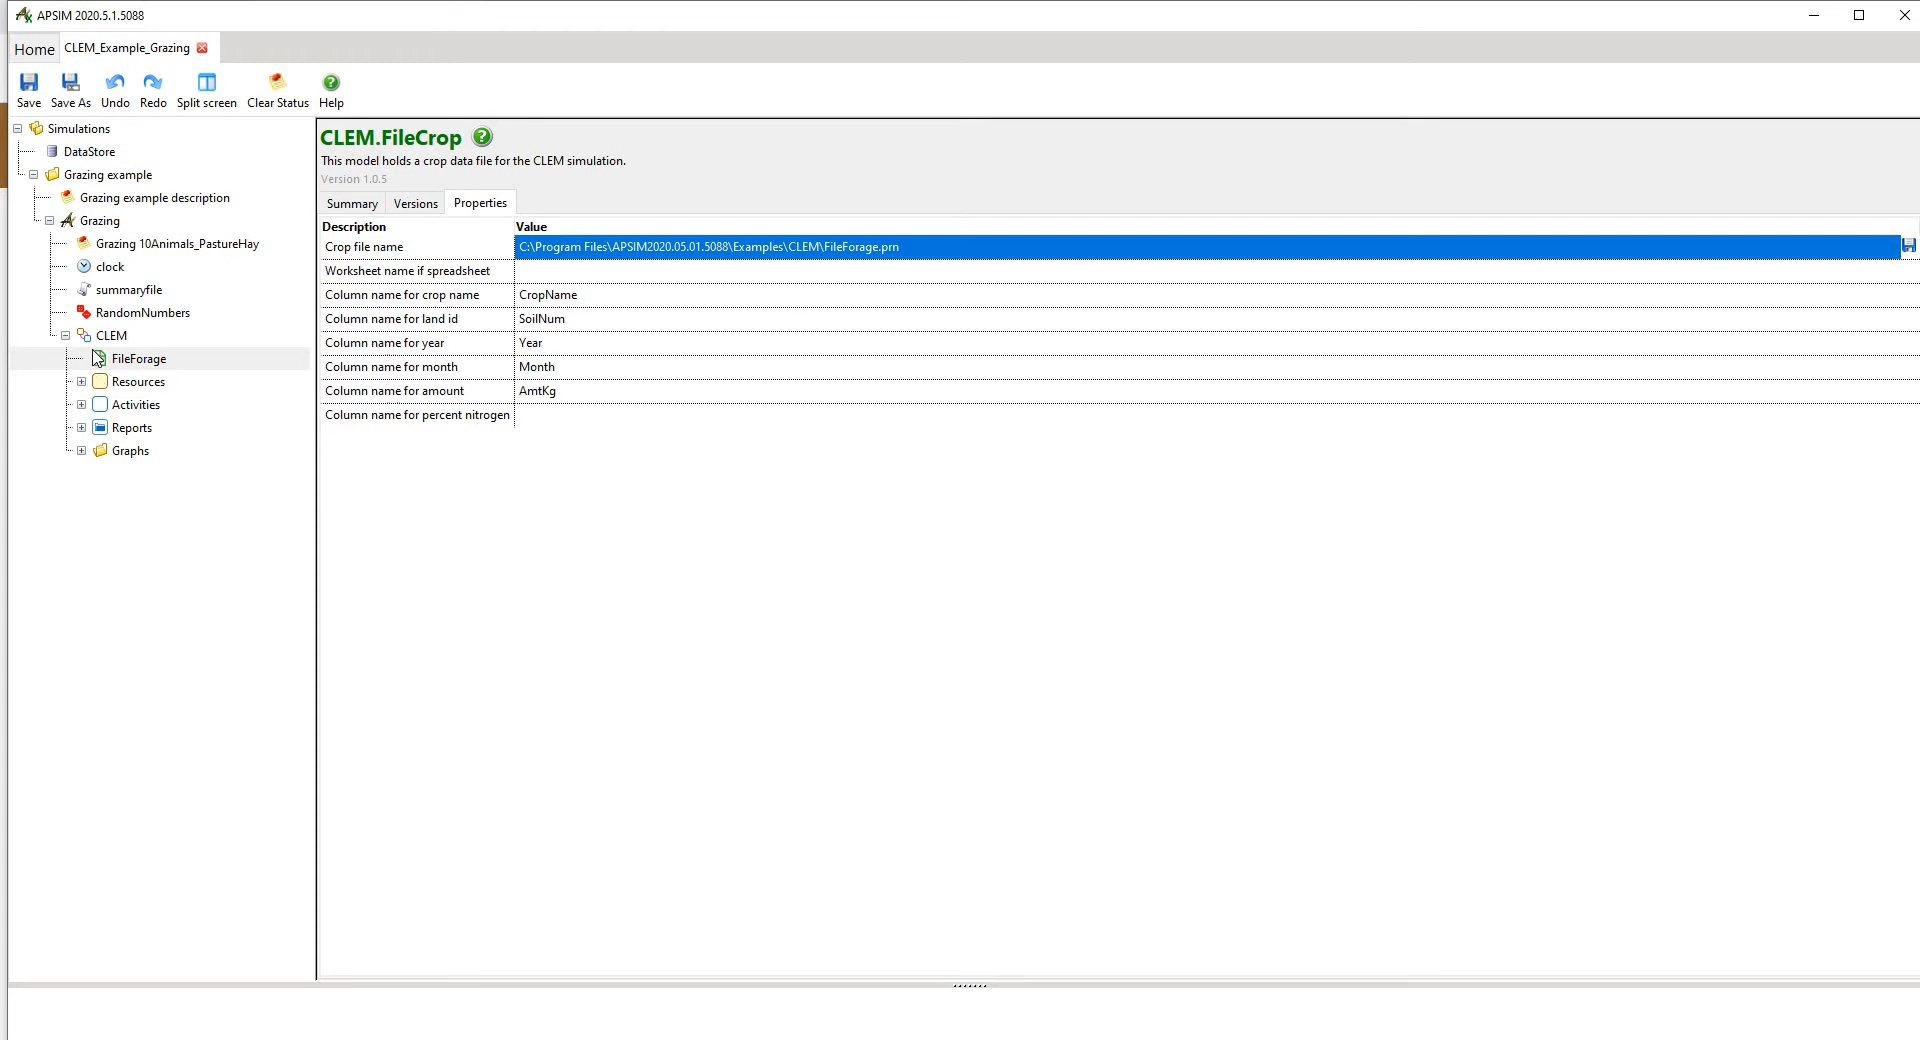 APSIM 2020.5.1.5088
Home CLEM_Example_Grazing
Save Save As Undo Redo Split screen Clear Status Help
Simulations
DataStore
Grazing example
Grazing example description
Grazing
Grazing 10Animals_PastureHay
clock
summaryfile
RandomNumbers
CLEM
FileForage
Resources
Activities
Reports
Graphs
CLEM.FileCrop
This model holds a crop data file for the CLEM simulation.
Version 1.0.5
Summary Versions Properties
Description Value
Crop file name C:\Program Files\APSIM2020.05.01.5088\Examples\CLEM\FileForage.prn
Worksheet name if spreadsheet
Column name for crop name CropName
Column name for land id SoilNum
Column name for year Year
Column name for month Month
Column name for amount AmtKg
Column name for percent nitrogen